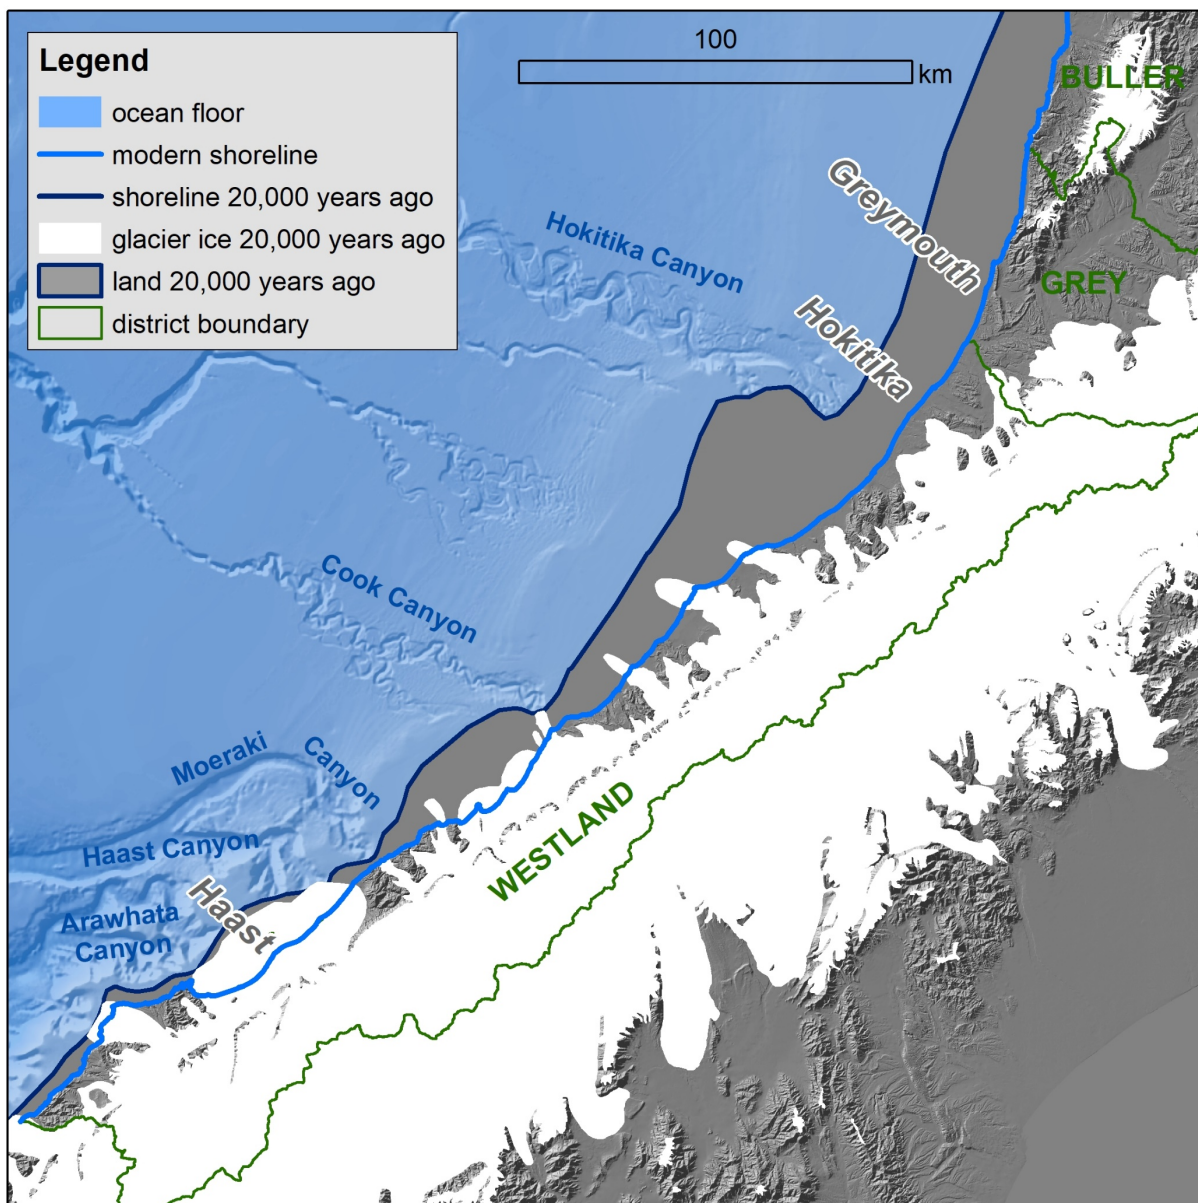 Legend
ocean floor
modern shoreline
shoreline 20,000 years ago
glacier ice 20,000 years ago
land 20,000 years ago
district boundary
100
km
BULLER
Greymouth
Hokitika Canyon
GREY
Hokitika
Cook Canyon
Moeraki
Canyon
Haast Canyon
WESTLAND
Haast
Arawhata
Canyon